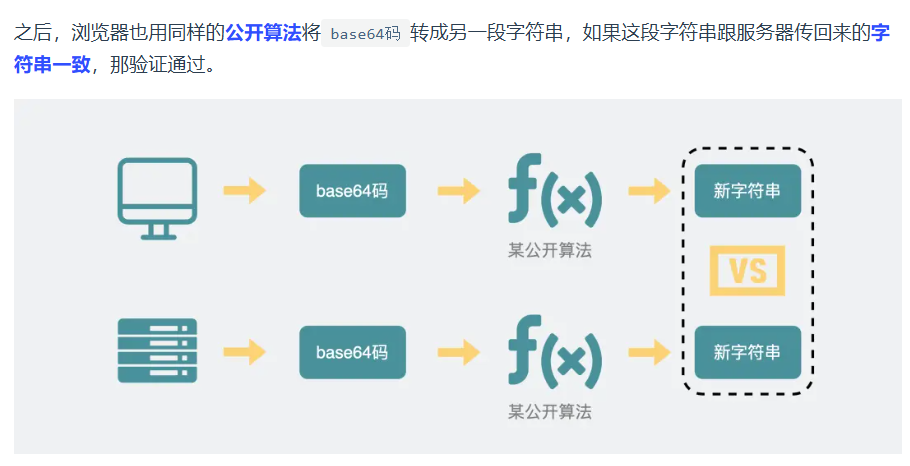 之后，浏览器也用同样的公开算法将 base64码 转成另一段字符串，如果这段字符串跟服务器传回来的字
符串一致，那验证通过。
base64码
f(x)
新字符串
某公开算法
VS
base64码
f(x)
新字符串
某公开算法